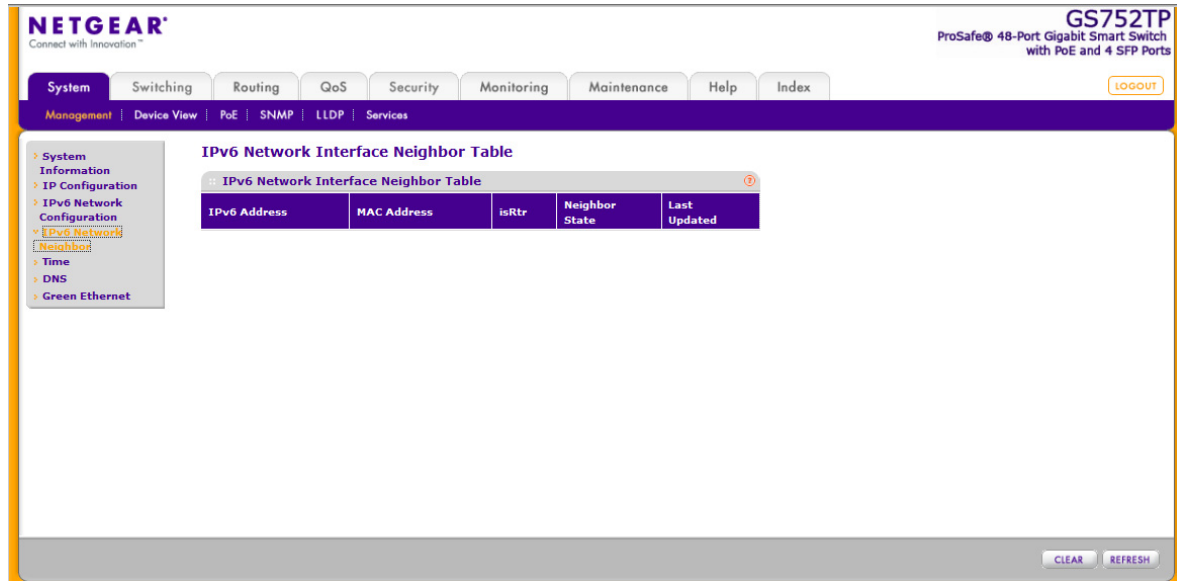 NETGEAR®
Connect with Innovation™
GS752TP
ProSafe® 48-Port Gigabit Smart Switch
with PoE and 4 SFP Ports
System Switching Routing QoS Security Monitoring Maintenance Help Index
LOGOUT
Management | Device View | PoE | SNMP | LLDP | Services
System
Information
IP Configuration
IPv6 Network
Configuration
IPv6 Network
Neighbor
Time
DNS
Green Ethernet
IPv6 Network Interface Neighbor Table
IPv6 Network Interface Neighbor Table ?
IPv6 Address MAC Address isRtr Neighbor State Last Updated
CLEAR REFRESH